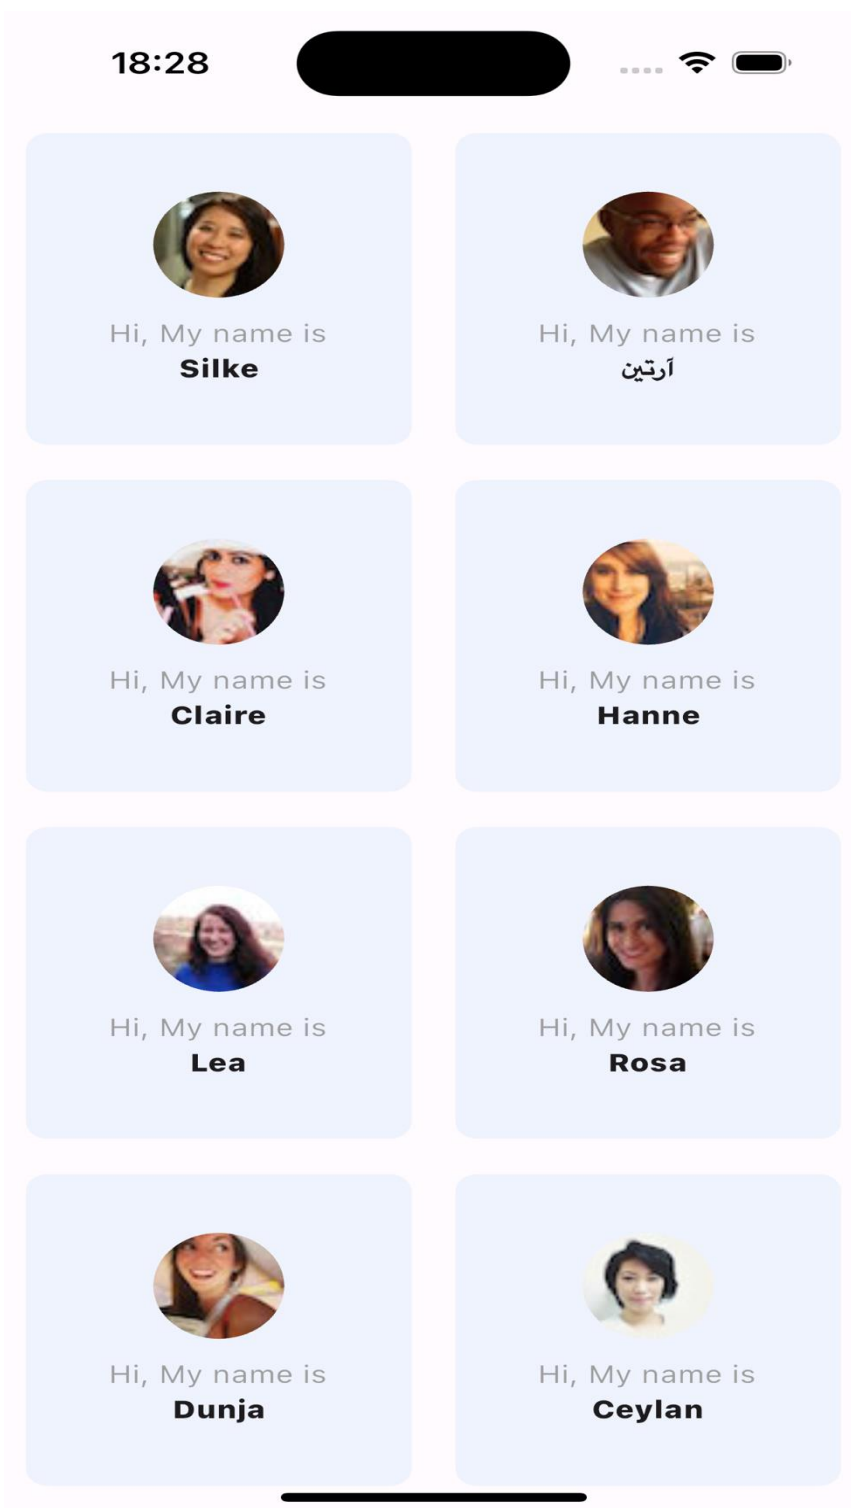 18:28
Hi, My name is
Silke
Hi, My name is
آرتین
Hi, My name is
Claire
Hi, My name is
Hanne
Hi, My name is
Lea
Hi, My name is
Rosa
Hi, My name is
Dunja
Hi, My name is
Ceylan